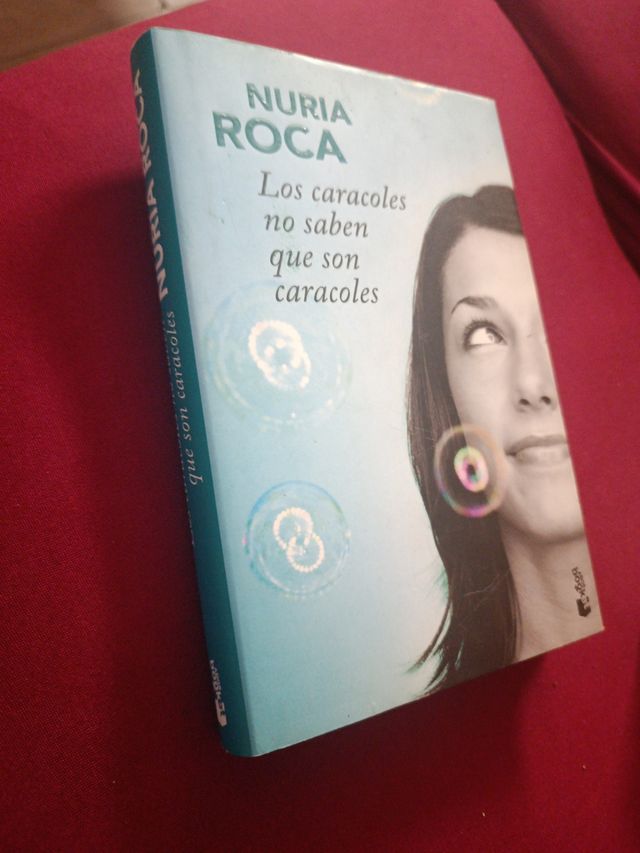 NURIA
ROCA
Los caracoles
no saben
que son
caracoles
NURIA ROCA
que son caracoles